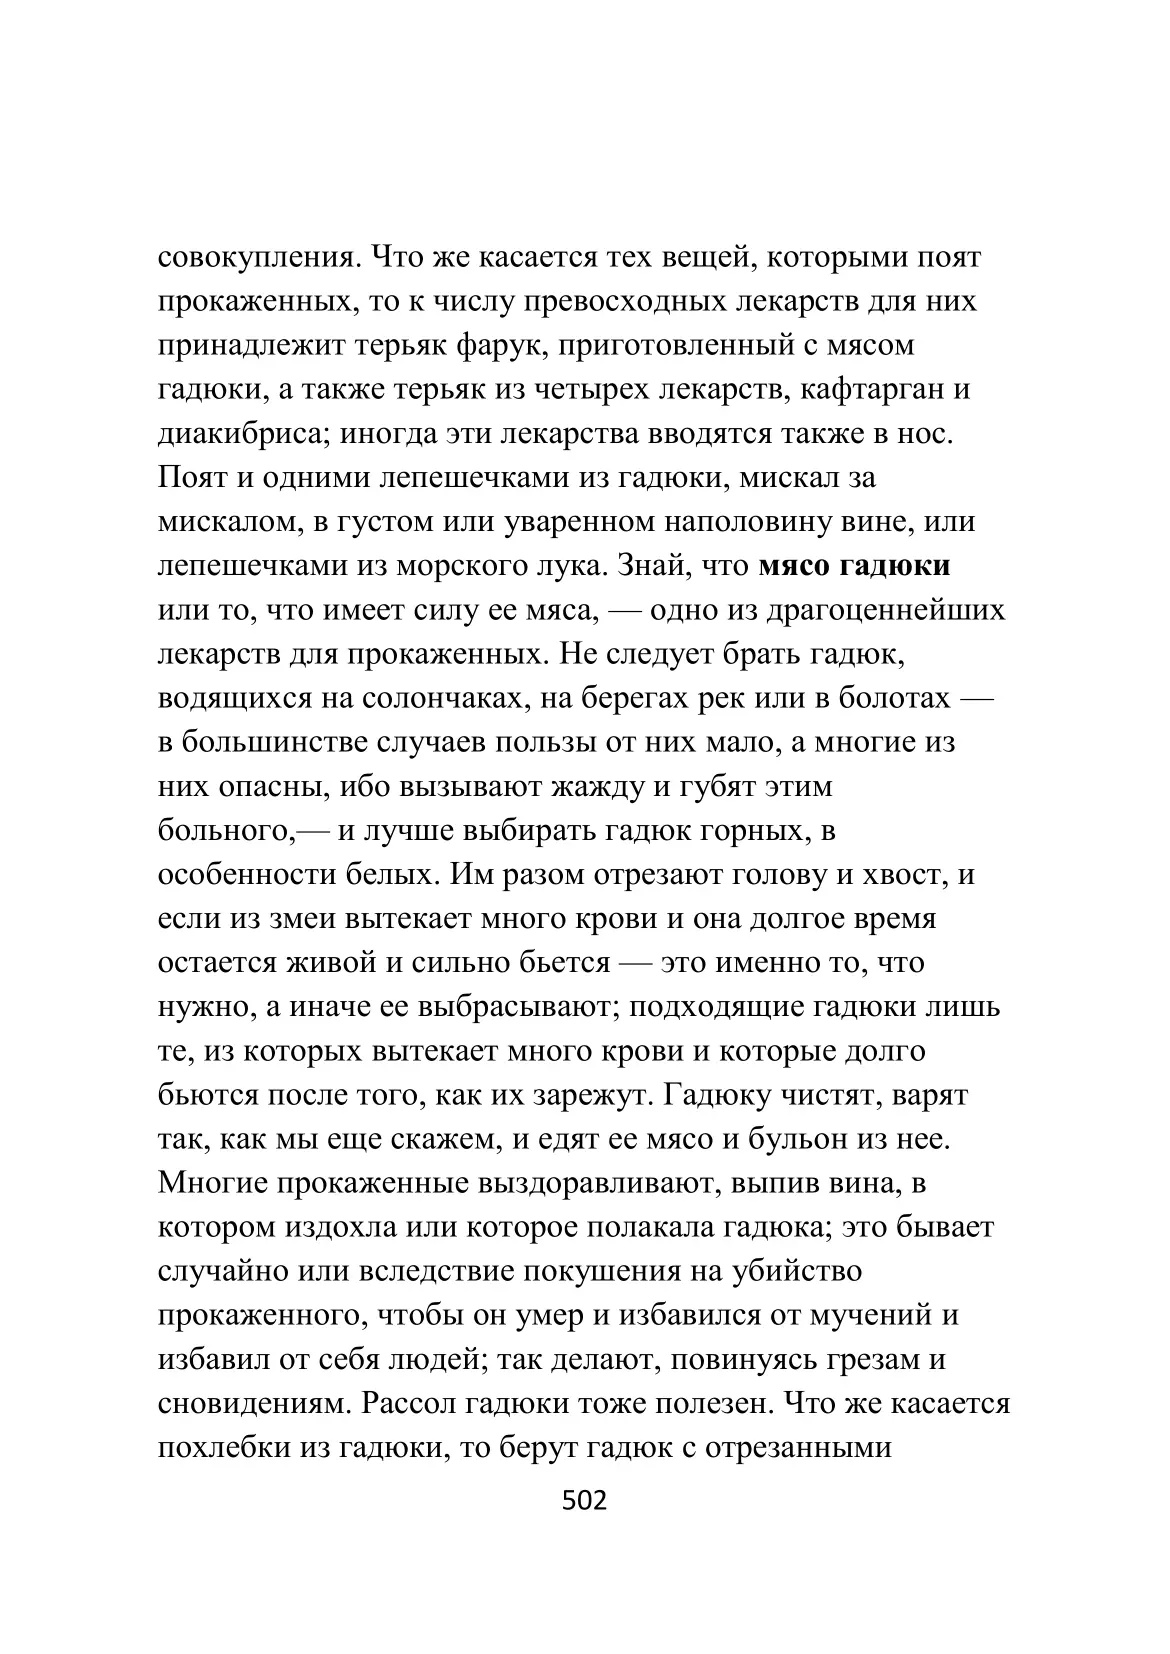 совокупления. Что же касается тех вещей, которыми поят
прокаженных, то к числу превосходных лекарств для них
принадлежит терьяк фарук, приготовленный с мясом
гадюки, а также терьяк из четырех лекарств, кафтарган и
диакибриса; иногда эти лекарства вводятся также в нос.
Поят и одними лепешечками из гадюки, мискал за
мискалом, в густом или уваренном наполовину вине, или
лепешечками из морского лука. Знай, что мясо гадюки
или то, что имеет силу ее мяса, — одно из драгоценнейших
лекарств для прокаженных. Не следует брать гадюк,
водящихся на солончаках, на берегах рек или в болотах —
в большинстве случаев пользы от них мало, а многие из
них опасны, ибо вызывают жажду и губят этим
больного,— и лучше выбирать гадюк горных, в
особенности белых. Им разом отрезают голову и хвост, и
если из змеи вытекает много крови и она долгое время
остается живой и сильно бьется — это именно то, что
нужно, а иначе ее выбрасывают; подходящие гадюки лишь
те, из которых вытекает много крови и которые долго
бьются после того, как их зарежут. Гадюку чистят, варят
так, как мы еще скажем, и едят ее мясо и бульон из нее.
Многие прокаженные выздоравливают, выпив вина, в
котором издохла или которое полакала гадюка; это бывает
случайно или вследствие покушения на убийство
прокаженного, чтобы он умер и избавился от мучений и
избавил от себя людей; так делают, повинуясь грезам и
сновидениям. Рассол гадюки тоже полезен. Что же касается
похлебки из гадюки, то берут гадюк с отрезанными
502